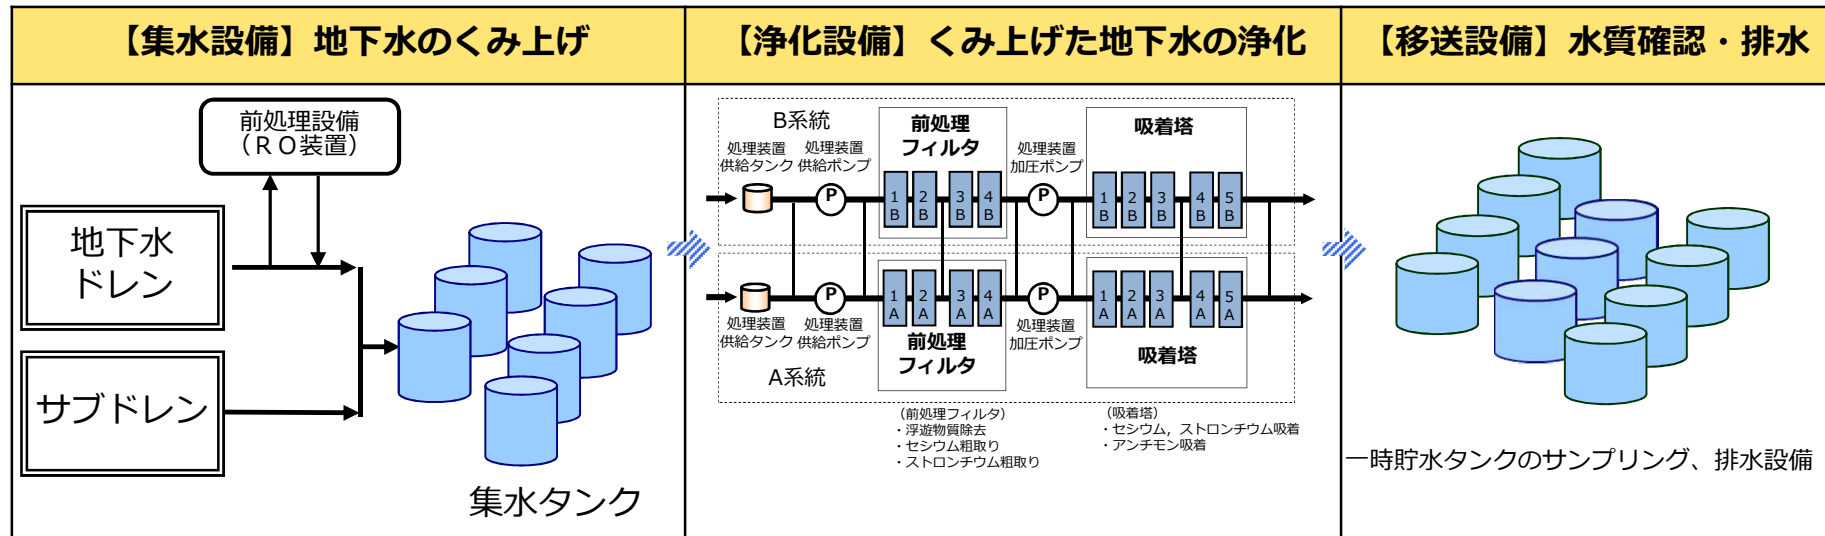 【集水設備】地下水のくみ上げ
前処理設備
（ＲＯ装置）
地下水
ドレン
サブドレン
集水タンク
【浄化設備】くみ上げた地下水の浄化
B系統
処理装置
供給タンク
処理装置
供給ポンプ
前処理
フィルタ
処理装置
加圧ポンプ
吸着塔
P
1
B
2
B
3
B
4
B
P
1
B
2
B
3
B
4
B
5
B
P
1
A
2
A
3
A
4
A
P
1
A
2
A
3
A
4
A
5
A
処理装置
供給タンク
処理装置
供給ポンプ
前処理
フィルタ
処理装置
加圧ポンプ
吸着塔
A系統
（前処理フィルタ）
・浮遊物質除去
・セシウム粗取り
・ストロンチウム粗取り
（吸着塔）
・セシウム，ストロンチウム吸着
・アンチモン吸着
【移送設備】水質確認・排水
一時貯水タンクのサンプリング、排水設備